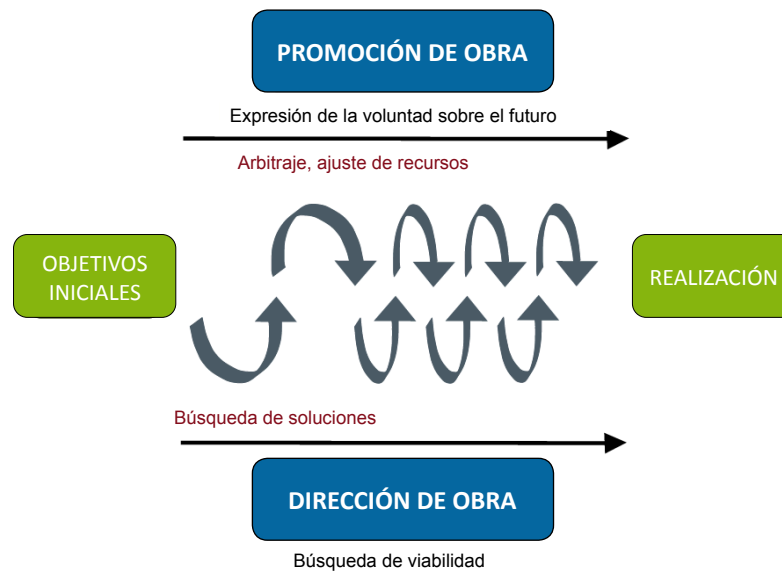 PROMOCIÓN DE OBRA
Expresión de la voluntad sobre el futuro
Arbitraje, ajuste de recursos
OBJETIVOS
INICIALES
REALIZACIÓN
Búsqueda de soluciones
DIRECCIÓN DE OBRA
Búsqueda de viabilidad